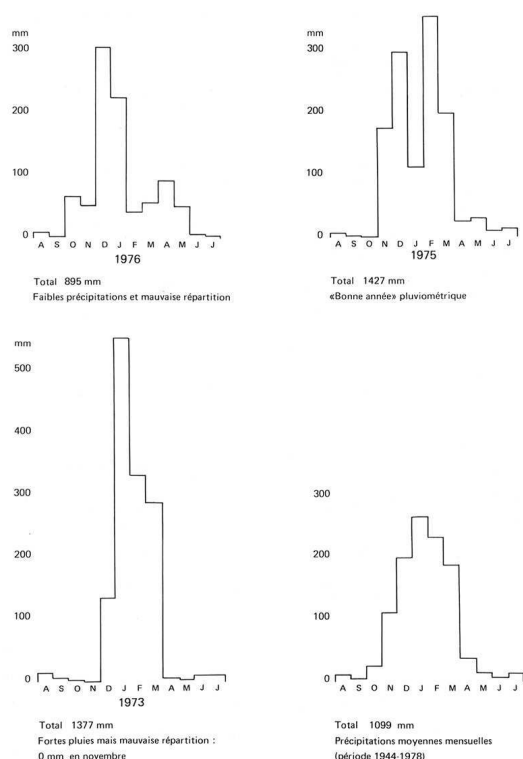 mm
300
200
100
0
A S O N D J F M A M J J
1976
Total 895 mm
Faibles précipitations et mauvaise répartition
mm
300
200
100
0
A S O N D J F M A M J J
1975
Total 1427 mm
«Bonne année» pluviométrique
mm
500
400
300
200
100
0
A S O N D J F M A M J J
1973
Total 1377 mm
Fortes pluies mais mauvaise répartition :
0 mm en novembre
300
200
100
0
A S O N D J F M A M J J
Total 1099 mm
Précipitations moyennes mensuelles
(période 1944-1978)